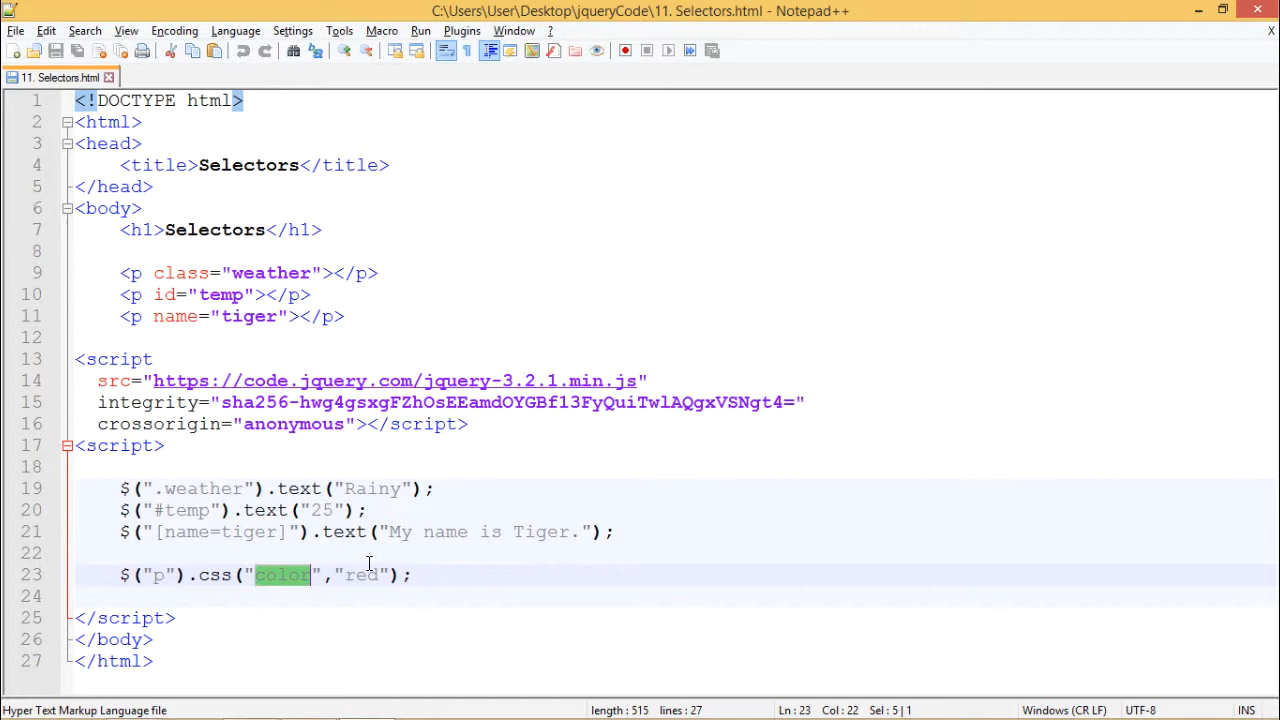 C:\Users\User\Desktop\jqueryCode\11. Selectors.html - Notepad++
File Edit Search View Encoding Language Settings Tools Macro Run Plugins Window ? X
11. Selectors.html
1 <!DOCTYPE html>
2 <html>
3 <head>
4 <title>Selectors</title>
5 </head>
6 <body>
7 <h1>Selectors</h1>
8
9 <p class="weather"></p>
10 <p id="temp"></p>
11 <p name="tiger"></p>
12
13 <script
14 src="https://code.jquery.com/jquery-3.2.1.min.js"
15 integrity="sha256-hwg4gsxgFZhOsEEamdOYGBf13FyQuiTwlAQgxVSNgt4="
16 crossorigin="anonymous"></script>
17 <script>
18
19 $(".weather").text("Rainy");
20 $("#temp").text("25");
21 $("[name=tiger]").text("My name is Tiger.");
22
23 $("p").css("color","red");
24
25 </script>
26 </body>
27 </html>
Hyper Text Markup Language file length : 515 lines : 27 Ln : 23 Col : 22 Sel : 5 | 1 Windows (CR LF) UTF-8 INS